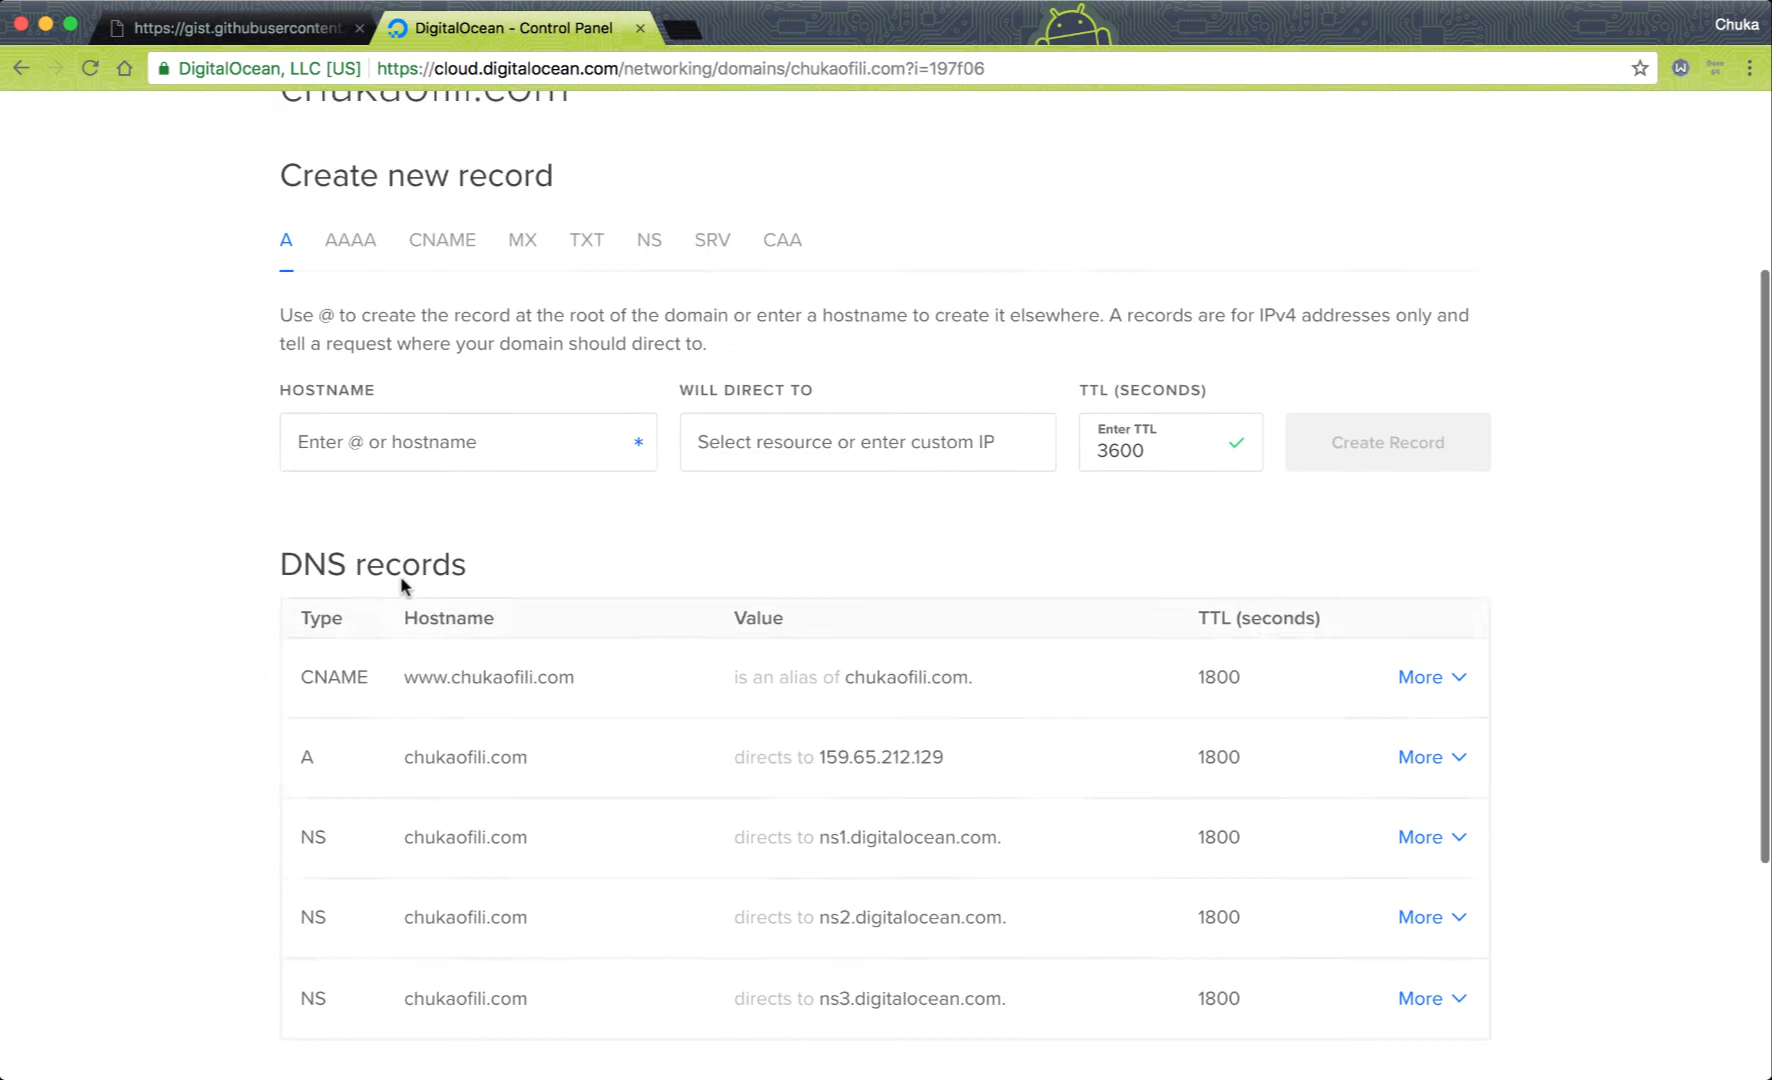 https://gist.githubusercontent.
DigitalOcean - Control Panel
Chuka
DigitalOcean, LLC [US]
https://cloud.digitalocean.com/networking/domains/chukaofili.com?i=197f06
chukaofili.com
Create new record
A AAAA CNAME MX TXT NS SRV CAA
Use @ to create the record at the root of the domain or enter a hostname to create it elsewhere. A records are for IPv4 addresses only and
tell a request where your domain should direct to.
HOSTNAME WILL DIRECT TO TTL (SECONDS)
Enter @ or hostname * Select resource or enter custom IP Enter TTL
3600
Create Record
DNS records
Type Hostname Value TTL (seconds)
CNAME www.chukaofili.com is an alias of chukaofili.com. 1800 More
A chukaofili.com directs to 159.65.212.129 1800 More
NS chukaofili.com directs to ns1.digitalocean.com. 1800 More
NS chukaofili.com directs to ns2.digitalocean.com. 1800 More
NS chukaofili.com directs to ns3.digitalocean.com. 1800 More